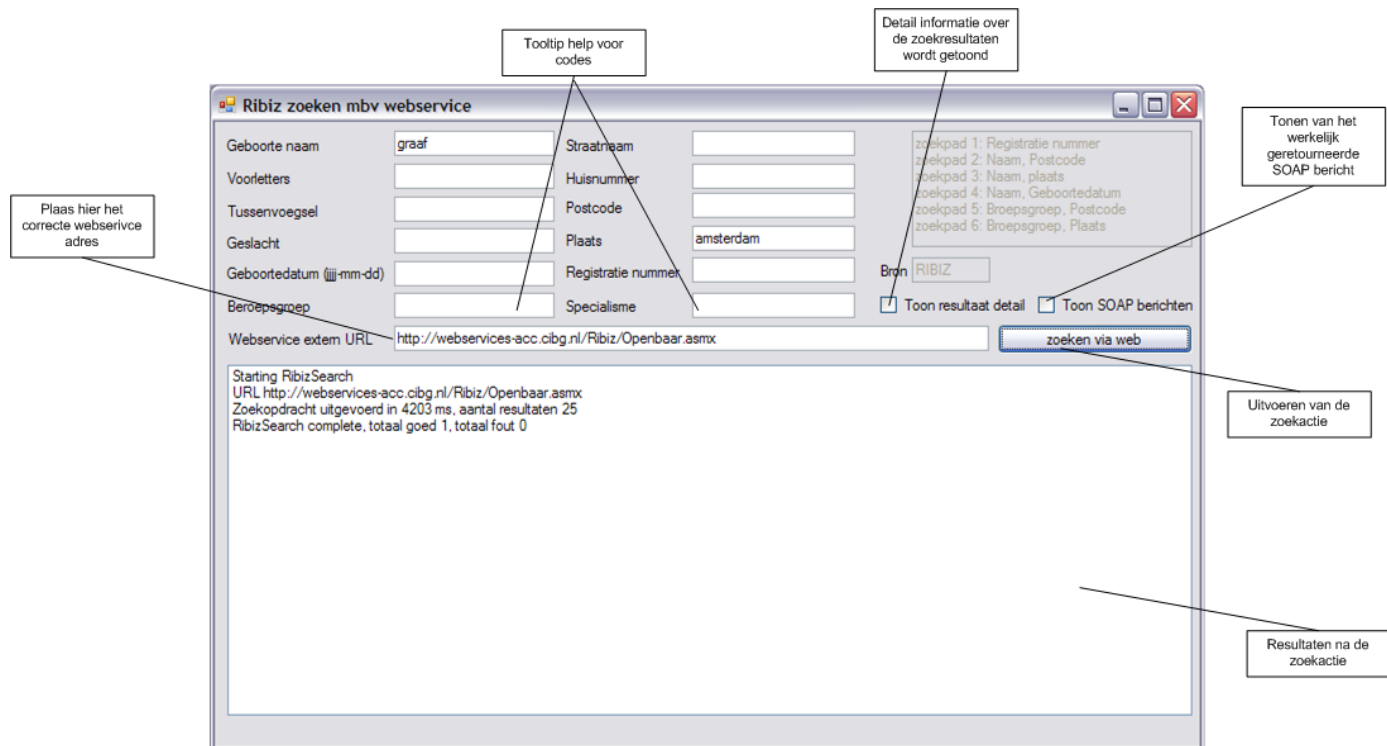 Detail informatie over
de zoekresultaten
wordt getoond
Tooltip help voor
codes
Tonen van het
werkelijk
geretourneerde
SOAP bericht
Plaas hier het
correcte webserivce
adres
Ribiz zoeken mbv webservice
Geboorte naam
graaf
Straatnaam
zoekpad 1: Registratie nummer
zoekpad 2: Naam, Postcode
zoekpad 3: Naam, plaats
zoekpad 4: Naam, Geboortedatum
zoekpad 5: Broepsgroep, Postcode
zoekpad 6: Broepsgroep, Plaats
Voorletters
Huisnummer
Tussenvoegsel
Postcode
Geslacht
Plaats
amsterdam
Geboortedatum (jjjj-mm-dd)
Registratie nummer
Bron
RIBIZ
Beroepsgroep
Specialisme
Toon resultaat detail
Toon SOAP berichten
Webservice extern URL
http://webservices-acc.cibg.nl/Ribiz/Openbaar.asmx
zoeken via web
Starting RibizSearch
URL http://webservices-acc.cibg.nl/Ribiz/Openbaar.asmx
Zoekopdracht uitgevoerd in 4203 ms, aantal resultaten 25
RibizSearch complete, totaal goed 1, totaal fout 0
Uitvoeren van de
zoekactie
Resultaten na de
zoekactie